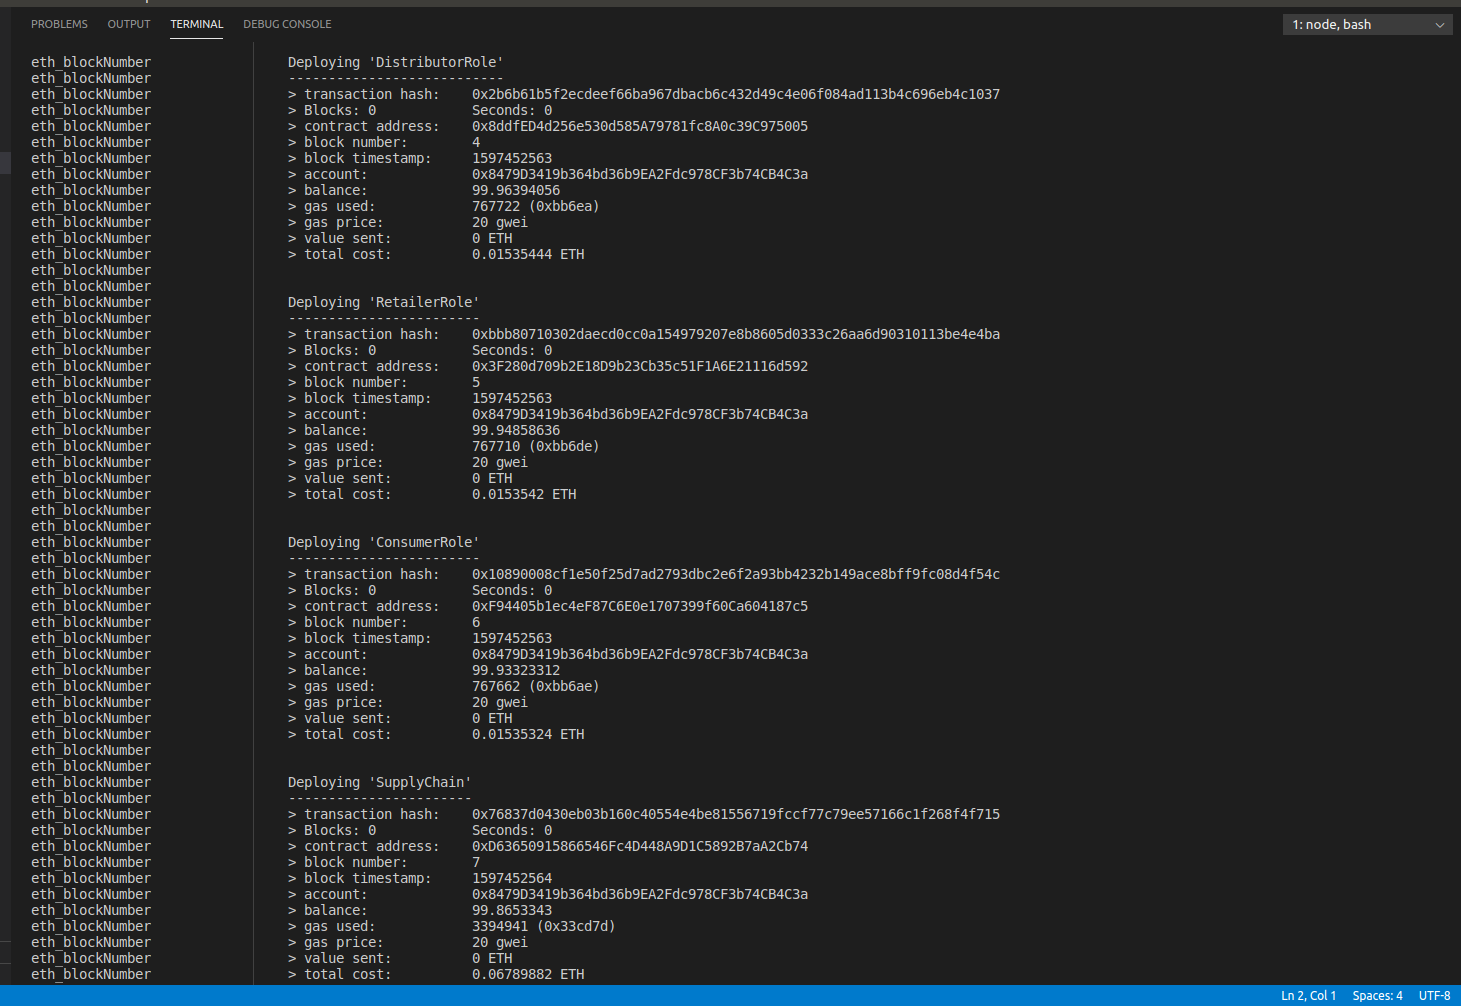 PROBLEMS OUTPUT TERMINAL DEBUG CONSOLE 1: node, bash
eth_blockNumber Deploying 'DistributorRole'
eth_blockNumber ---------------------------
eth_blockNumber > transaction hash: 0x2b6b61b5f2ecdeef66ba967dbacb6c432d49c4e06f084ad113b4c696eb4c1037
eth_blockNumber > Blocks: 0 Seconds: 0
eth_blockNumber > contract address: 0x8ddfED4d256e530d585A79781fc8A0c39C975005
eth_blockNumber > block number: 4
eth_blockNumber > block timestamp: 1597452563
eth_blockNumber > account: 0x8479D3419b364bd36b9EA2Fdc978CF3b74CB4C3a
eth_blockNumber > balance: 99.96394056
eth_blockNumber > gas used: 767722 (0xbb6ea)
eth_blockNumber > gas price: 20 gwei
eth_blockNumber > value sent: 0 ETH
eth_blockNumber > total cost: 0.01535444 ETH
eth_blockNumber
eth_blockNumber
eth_blockNumber Deploying 'RetailerRole'
eth_blockNumber ------------------------
eth_blockNumber > transaction hash: 0xbbb80710302daecd0cc0a154979207e8b8605d0333c26aa6d90310113be4e4ba
eth_blockNumber > Blocks: 0 Seconds: 0
eth_blockNumber > contract address: 0x3F280d709b2E18D9b23Cb35c51F1A6E21116d592
eth_blockNumber > block number: 5
eth_blockNumber > block timestamp: 1597452563
eth_blockNumber > account: 0x8479D3419b364bd36b9EA2Fdc978CF3b74CB4C3a
eth_blockNumber > balance: 99.94858636
eth_blockNumber > gas used: 767710 (0xbb6de)
eth_blockNumber > gas price: 20 gwei
eth_blockNumber > value sent: 0 ETH
eth_blockNumber > total cost: 0.0153542 ETH
eth_blockNumber
eth_blockNumber
eth_blockNumber Deploying 'ConsumerRole'
eth_blockNumber ------------------------
eth_blockNumber > transaction hash: 0x10890008cf1e50f25d7ad2793dbc2e6f2a93bb4232b149ace8bff9fc08d4f54c
eth_blockNumber > Blocks: 0 Seconds: 0
eth_blockNumber > contract address: 0xF94405b1ec4eF87C6E0e1707399f60Ca604187c5
eth_blockNumber > block number: 6
eth_blockNumber > block timestamp: 1597452563
eth_blockNumber > account: 0x8479D3419b364bd36b9EA2Fdc978CF3b74CB4C3a
eth_blockNumber > balance: 99.93323312
eth_blockNumber > gas used: 767662 (0xbb6ae)
eth_blockNumber > gas price: 20 gwei
eth_blockNumber > value sent: 0 ETH
eth_blockNumber > total cost: 0.01535324 ETH
eth_blockNumber
eth_blockNumber
eth_blockNumber Deploying 'SupplyChain'
eth_blockNumber -----------------------
eth_blockNumber > transaction hash: 0x76837d0430eb03b160c40554e4be81556719fccf77c79ee57166c1f268f4f715
eth_blockNumber > Blocks: 0 Seconds: 0
eth_blockNumber > contract address: 0xD63650915866546Fc4D448A9D1C5892B7aA2Cb74
eth_blockNumber > block number: 7
eth_blockNumber > block timestamp: 1597452564
eth_blockNumber > account: 0x8479D3419b364bd36b9EA2Fdc978CF3b74CB4C3a
eth_blockNumber > balance: 99.8653343
eth_blockNumber > gas used: 3394941 (0x33cd7d)
eth_blockNumber > gas price: 20 gwei
eth_blockNumber > value sent: 0 ETH
eth_blockNumber > total cost: 0.06789882 ETH
Ln 2, Col 1 Spaces: 4 UTF-8